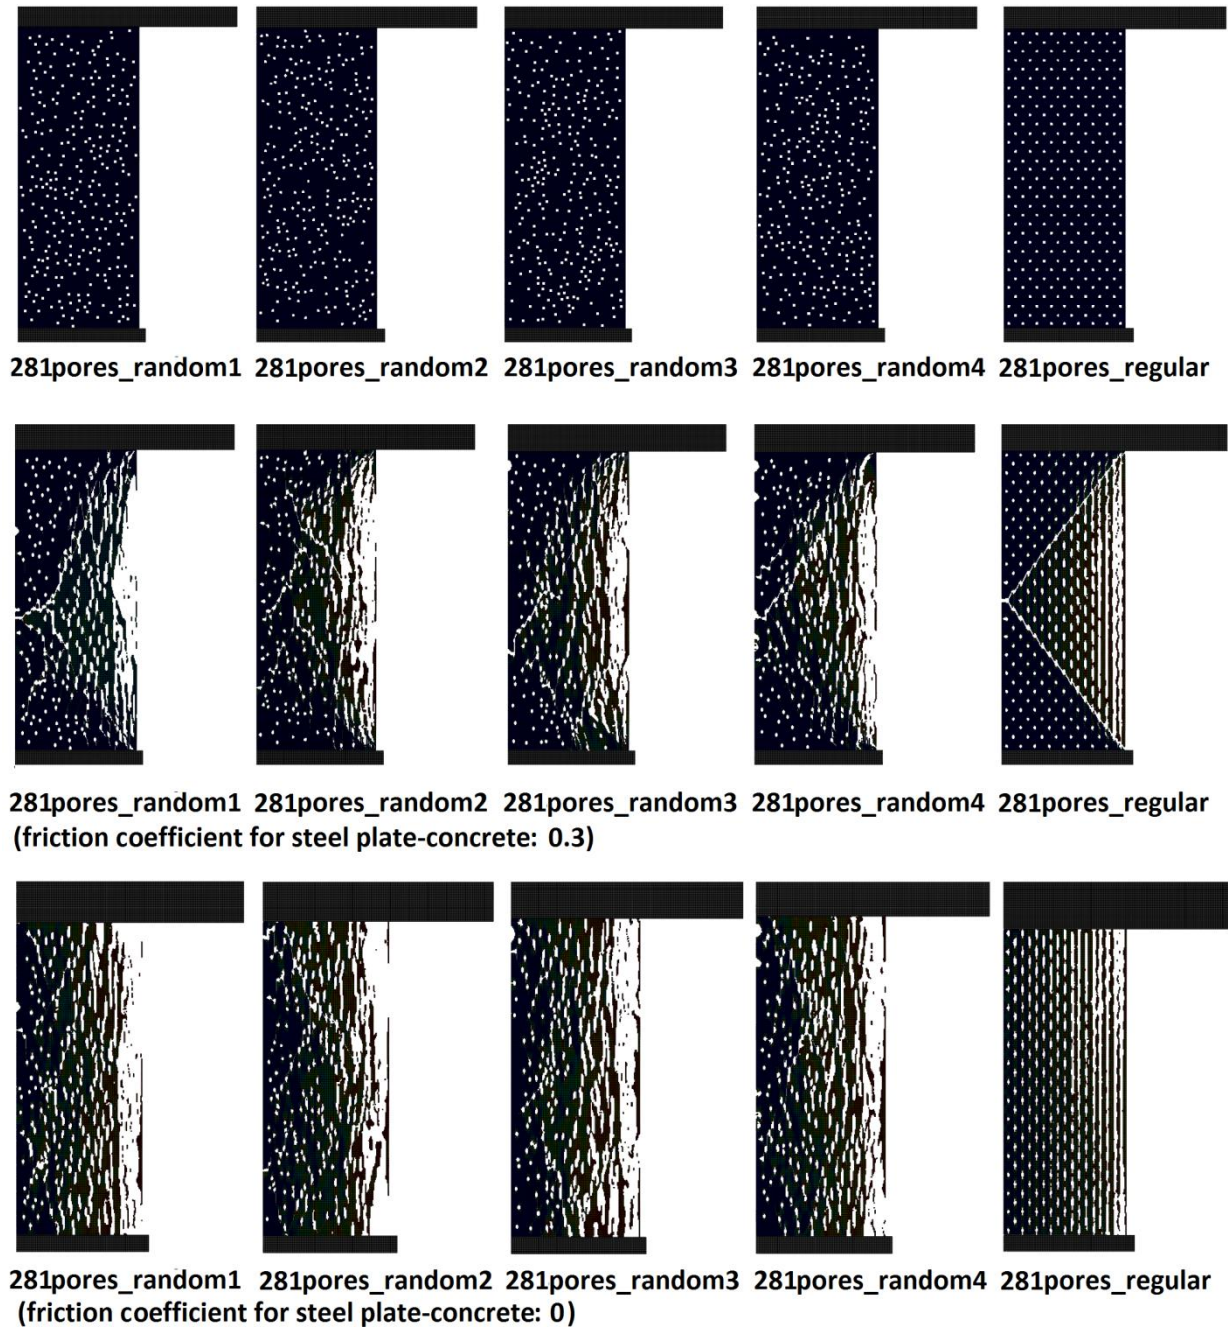 281pores_random1 281pores_random2 281pores_random3 281pores_random4 281pores_regular
281pores_random1 281pores_random2 281pores_random3 281pores_random4 281pores_regular
(friction coefficient for steel plate-concrete: 0.3)
281pores_random1 281pores_random2 281pores_random3 281pores_random4 281pores_regular
(friction coefficient for steel plate-concrete: 0)